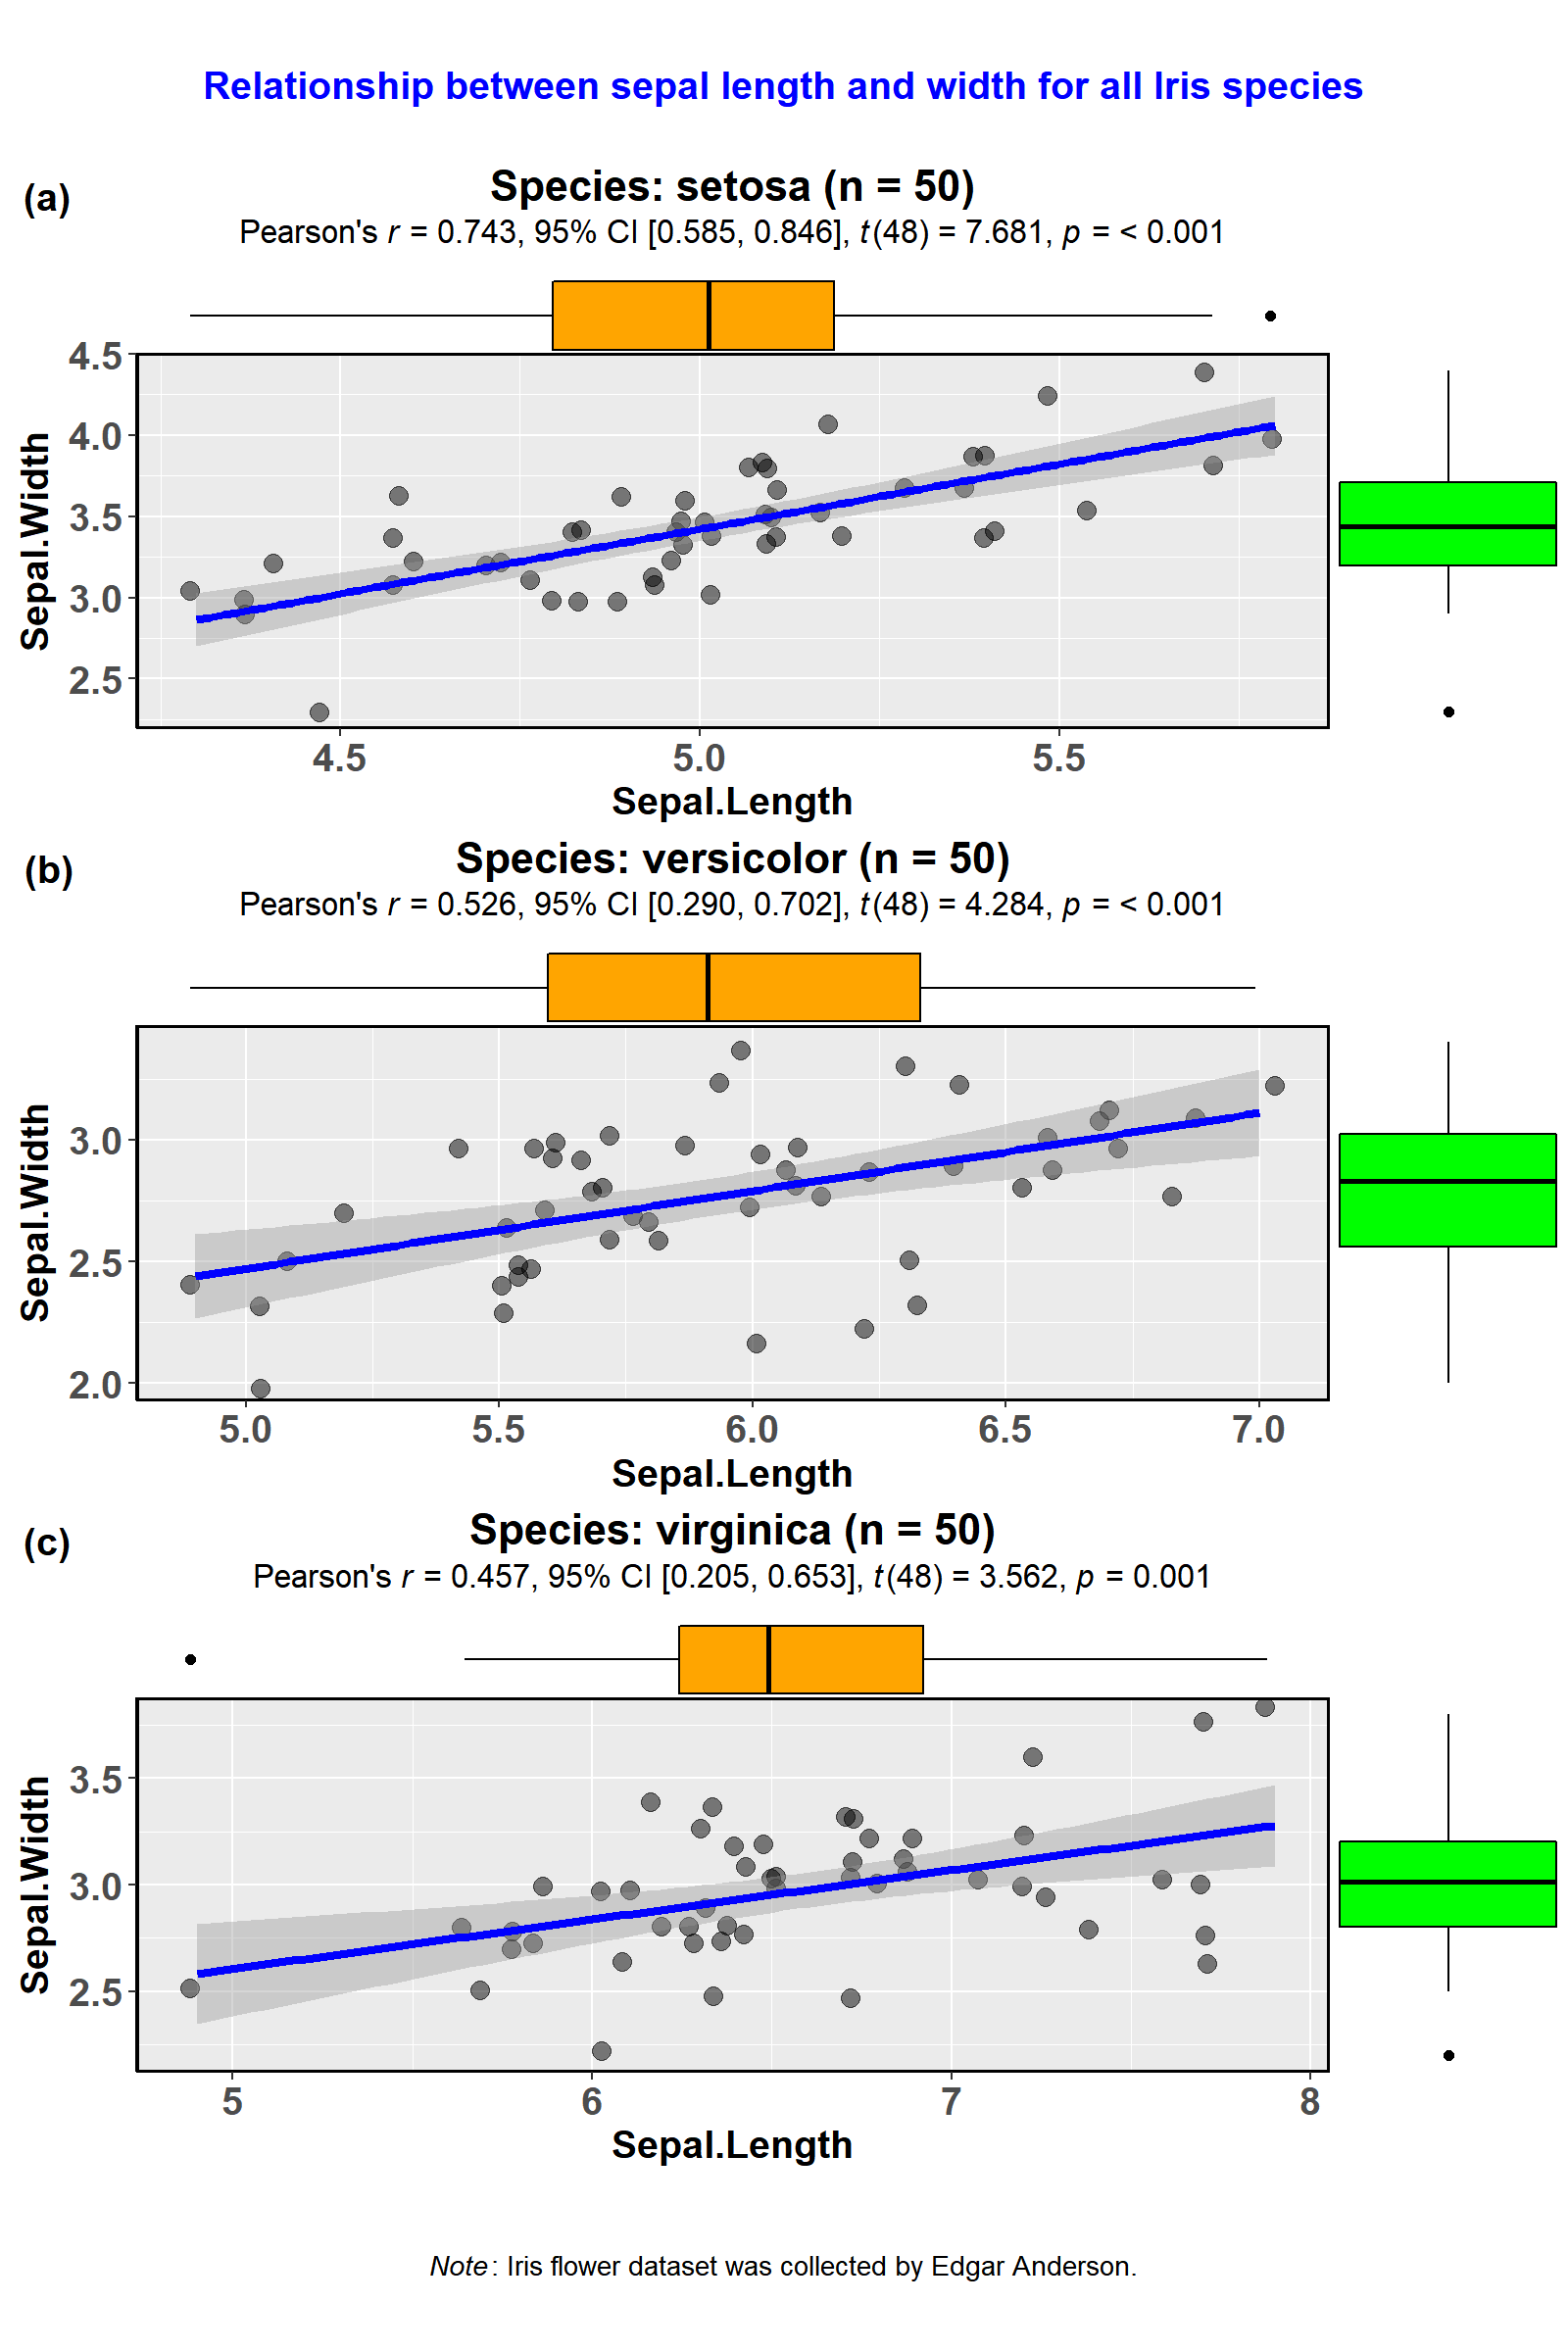 Relationship between sepal length and width for all Iris species
(a)
Species: setosa (n = 50)
Pearson's r = 0.743, 95% CI [0.585, 0.846], t(48) = 7.681, p = < 0.001
4.5
4.0
3.5
3.0
2.5
Sepal.Width
4.5 5.0 5.5
Sepal.Length
(b)
Species: versicolor (n = 50)
Pearson's r = 0.526, 95% CI [0.290, 0.702], t(48) = 4.284, p = < 0.001
3.0
2.5
2.0
Sepal.Width
5.0 5.5 6.0 6.5 7.0
Sepal.Length
(c)
Species: virginica (n = 50)
Pearson's r = 0.457, 95% CI [0.205, 0.653], t(48) = 3.562, p = 0.001
3.5
3.0
2.5
Sepal.Width
5 6 7 8
Sepal.Length
Note: Iris flower dataset was collected by Edgar Anderson.